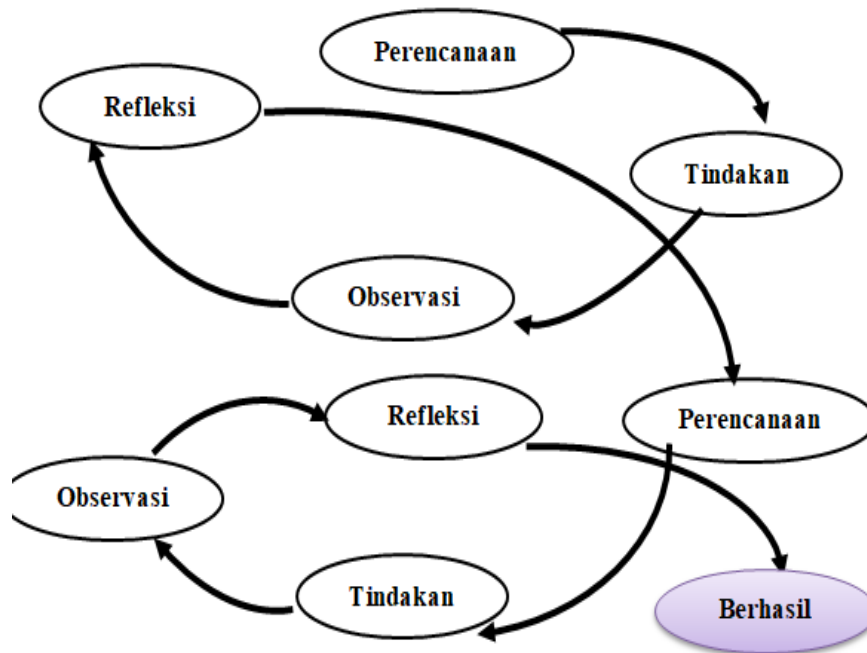 Perencanaan
Refleksi
Tindakan
Observasi
Refleksi
Perencanaan
Observasi
Tindakan
Berhasil